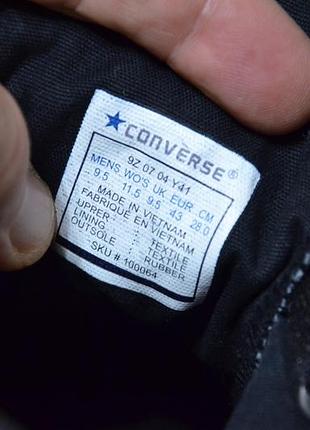 ★CONVERSE®
9Z 07 04 Y41
MENS WO'S UK EUR CM
9.5 11.5 9.5 43 28.0
MADE IN VIETNAM
FABRIQUE EN VIETNAM
UPPER : TEXTILE
LINING : TEXTILE
OUTSOLE : RUBBER
SKU # 100064